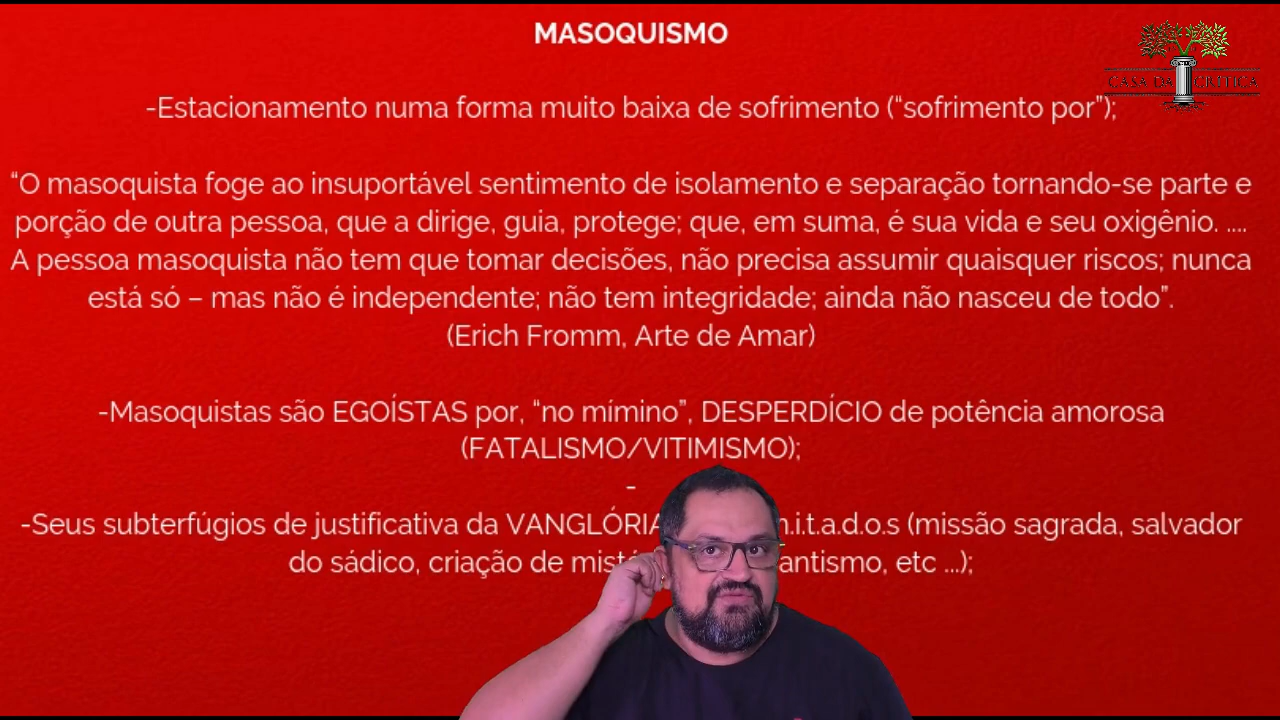 MASOQUISMO
CASA DA CRÍTICA
-Estacionamento numa forma muito baixa de sofrimento (“sofrimento por”);
“O masoquista foge ao insuportável sentimento de isolamento e separação tornando-se parte e
porção de outra pessoa, que a dirige, guia, protege; que, em suma, é sua vida e seu oxigênio. ....
A pessoa masoquista não tem que tomar decisões, não precisa assumir quaisquer riscos; nunca
está só – mas não é independente; não tem integridade; ainda não nasceu de todo”.
(Erich Fromm, Arte de Amar)
-Masoquistas são EGOÍSTAS por, “no mímino”, DESPERDÍCIO de potência amorosa
(FATALISMO/VITIMISMO);
-
-Seus subterfúgios de justificativa da VANGLÓRIA .i.t.a.d.o.s (missão sagrada, salvador
do sádico, criação de etc ...);